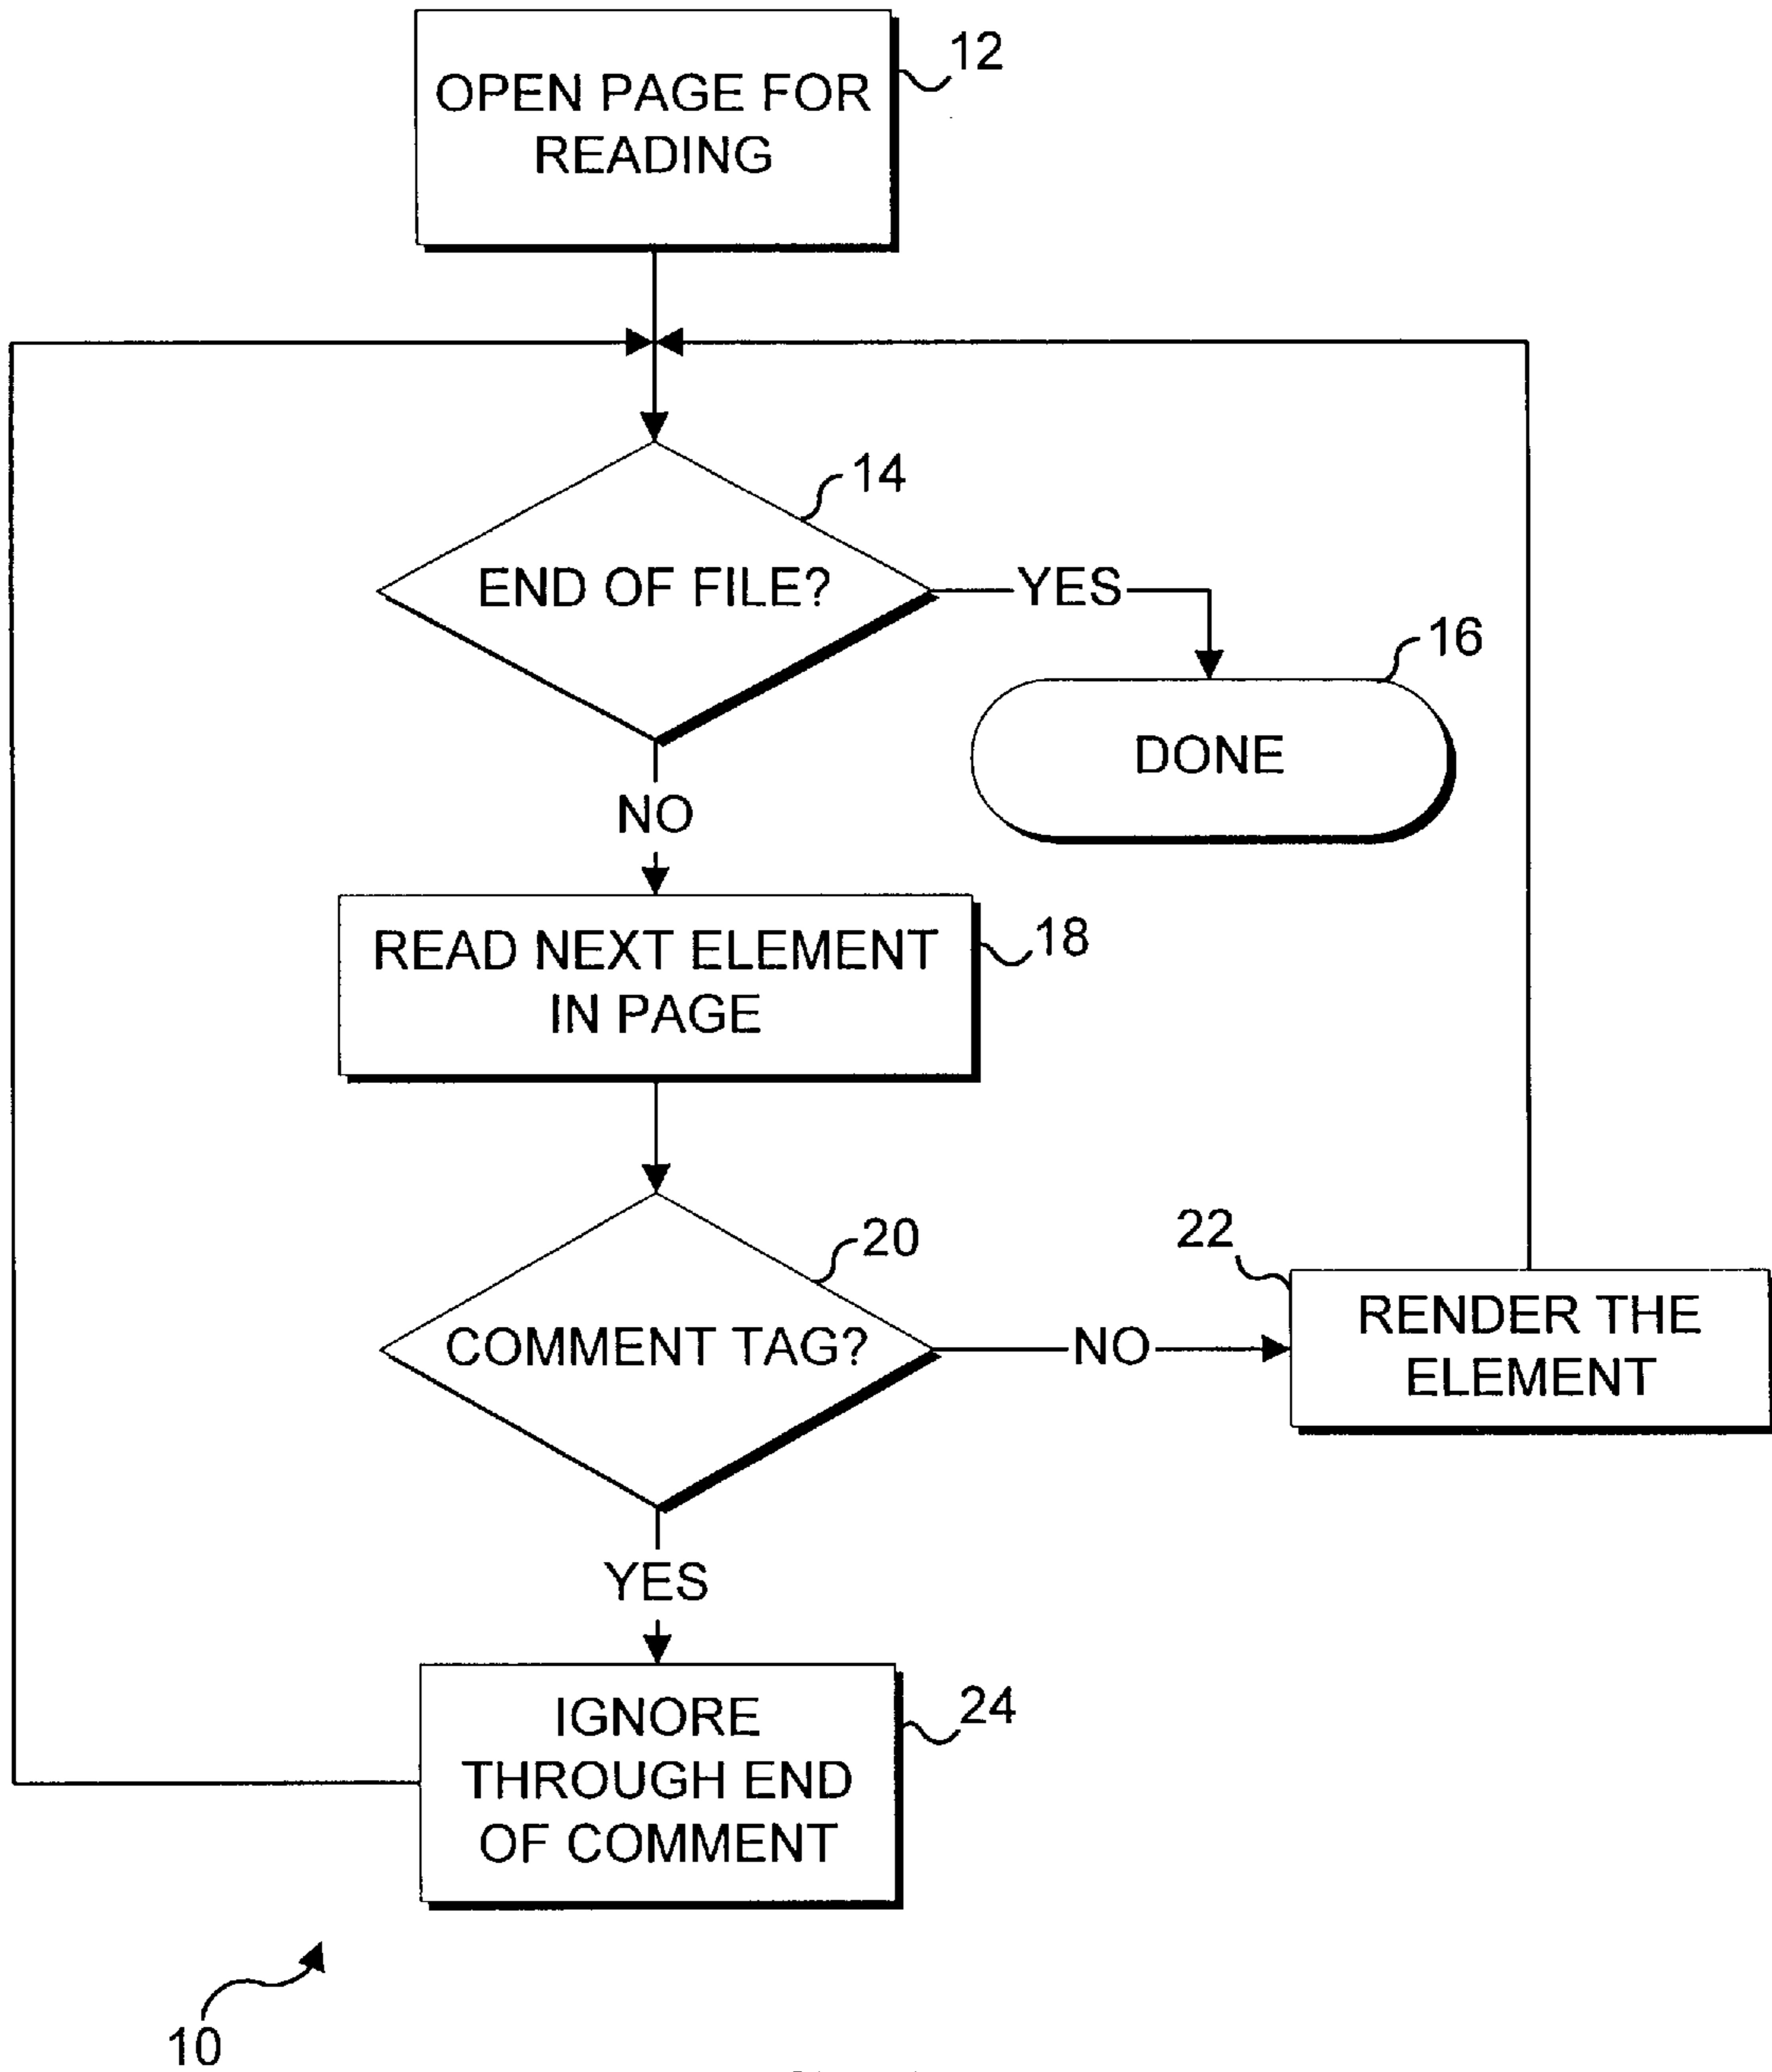 OPEN PAGE FOR
READING
12
14
END OF FILE?
YES
16
DONE
NO
READ NEXT ELEMENT
IN PAGE
18
20
COMMENT TAG?
NO
22
RENDER THE
ELEMENT
YES
IGNORE
THROUGH END
OF COMMENT
24
10